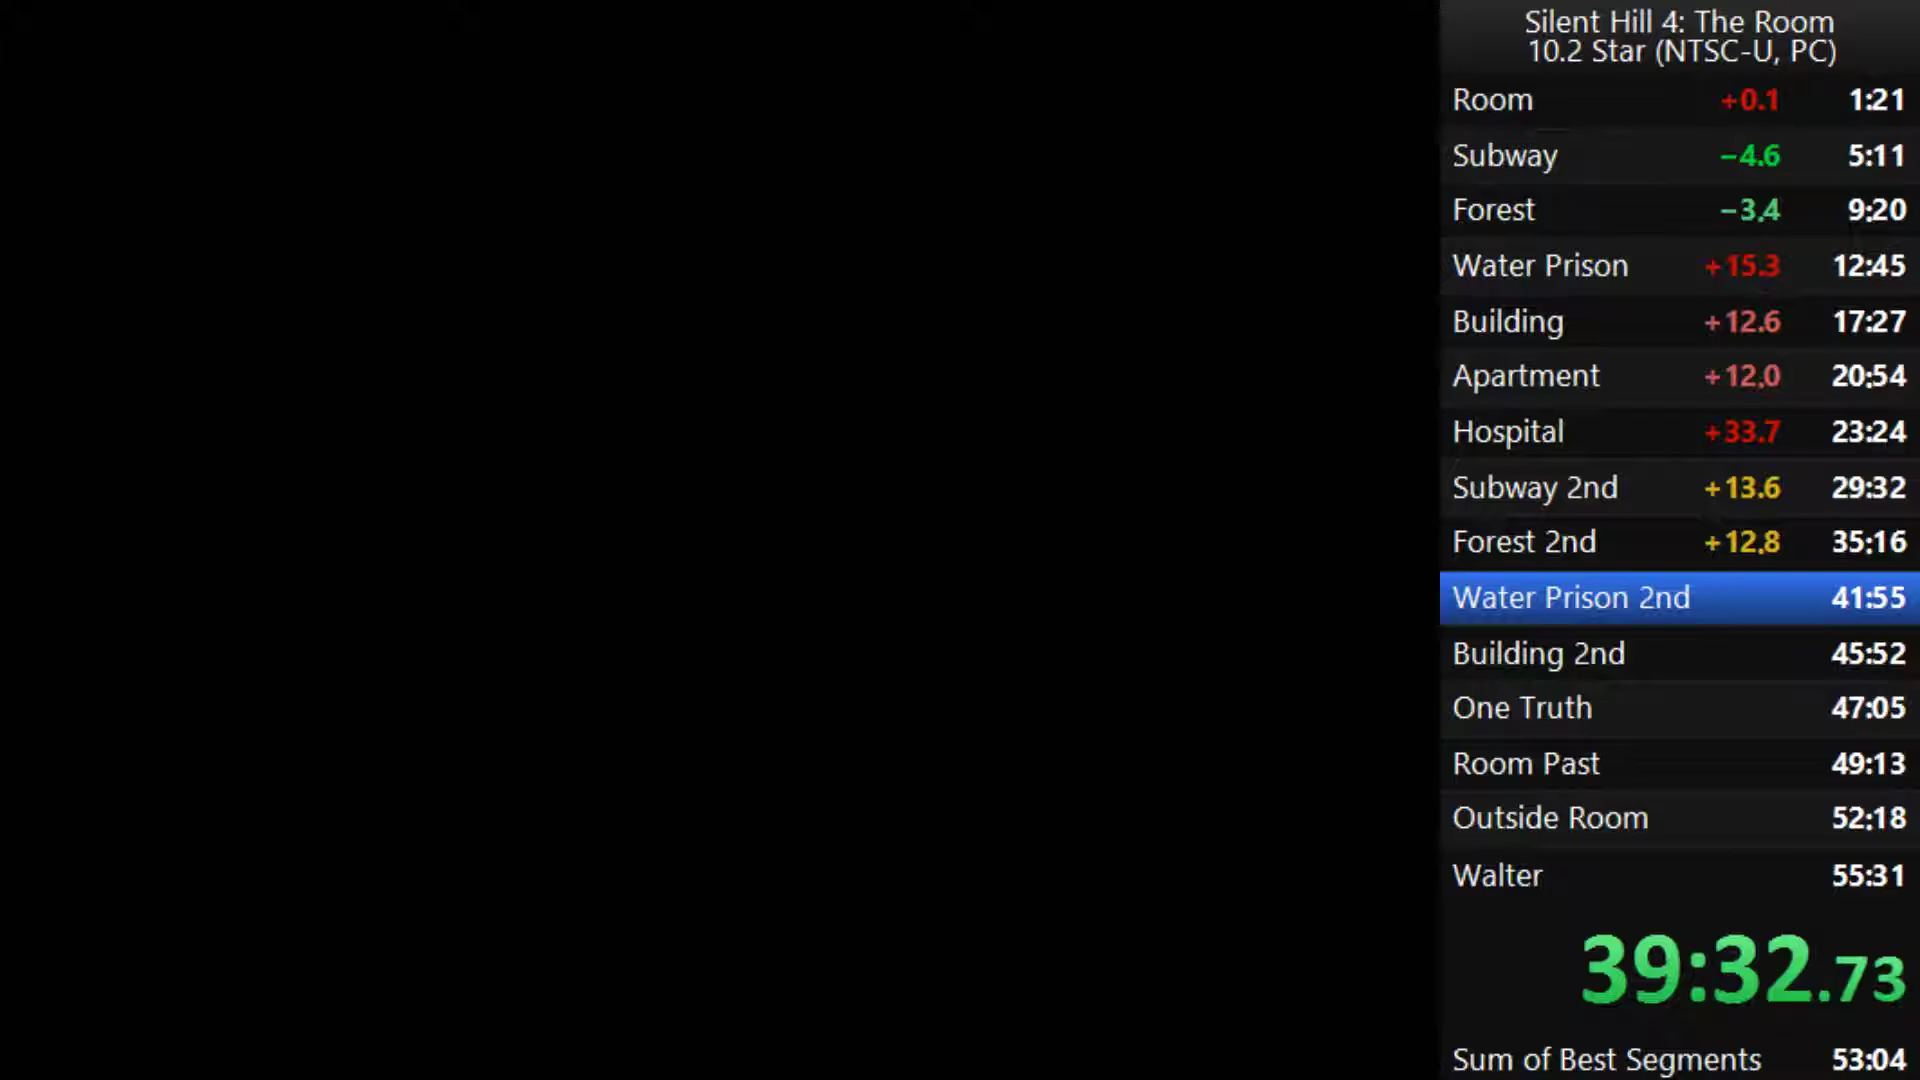 Silent Hill 4: The Room
10.2 Star (NTSC-U, PC)
Room +0.1 1:21
Subway −4.6 5:11
Forest −3.4 9:20
Water Prison +15.3 12:45
Building +12.6 17:27
Apartment +12.0 20:54
Hospital +33.7 23:24
Subway 2nd +13.6 29:32
Forest 2nd +12.8 35:16
Water Prison 2nd 41:55
Building 2nd 45:52
One Truth 47:05
Room Past 49:13
Outside Room 52:18
Walter 55:31
39:32.73
Sum of Best Segments 53:04